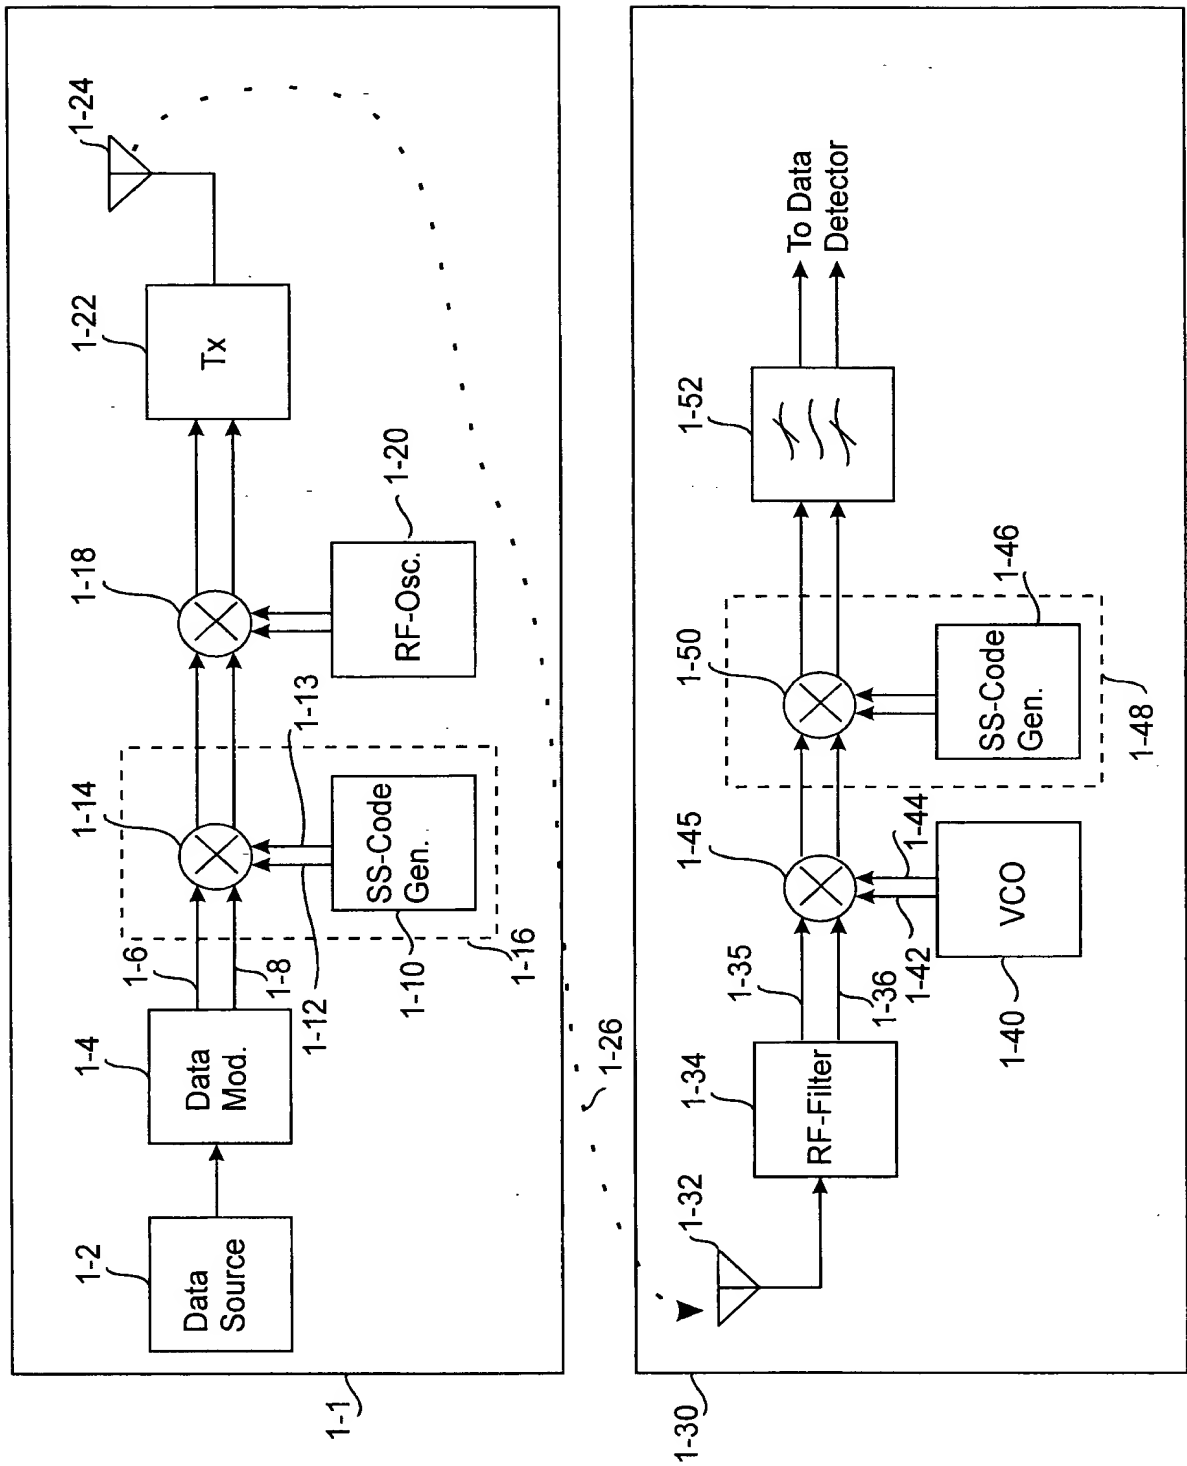 1-2
Data
Source
1-4
Data
Mod.
1-6
1-8
1-14
1-12
1-13
1-10
SS-Code
Gen.
1-16
1-18
RF-Osc.
1-20
1-22
Tx
1-24
1-1
1-26
1-30
1-32
1-34
RF-Filter
1-35
1-36
1-45
1-42
1-44
1-40
VCO
1-50
SS-Code
Gen.
1-46
1-48
1-52
To Data
Detector